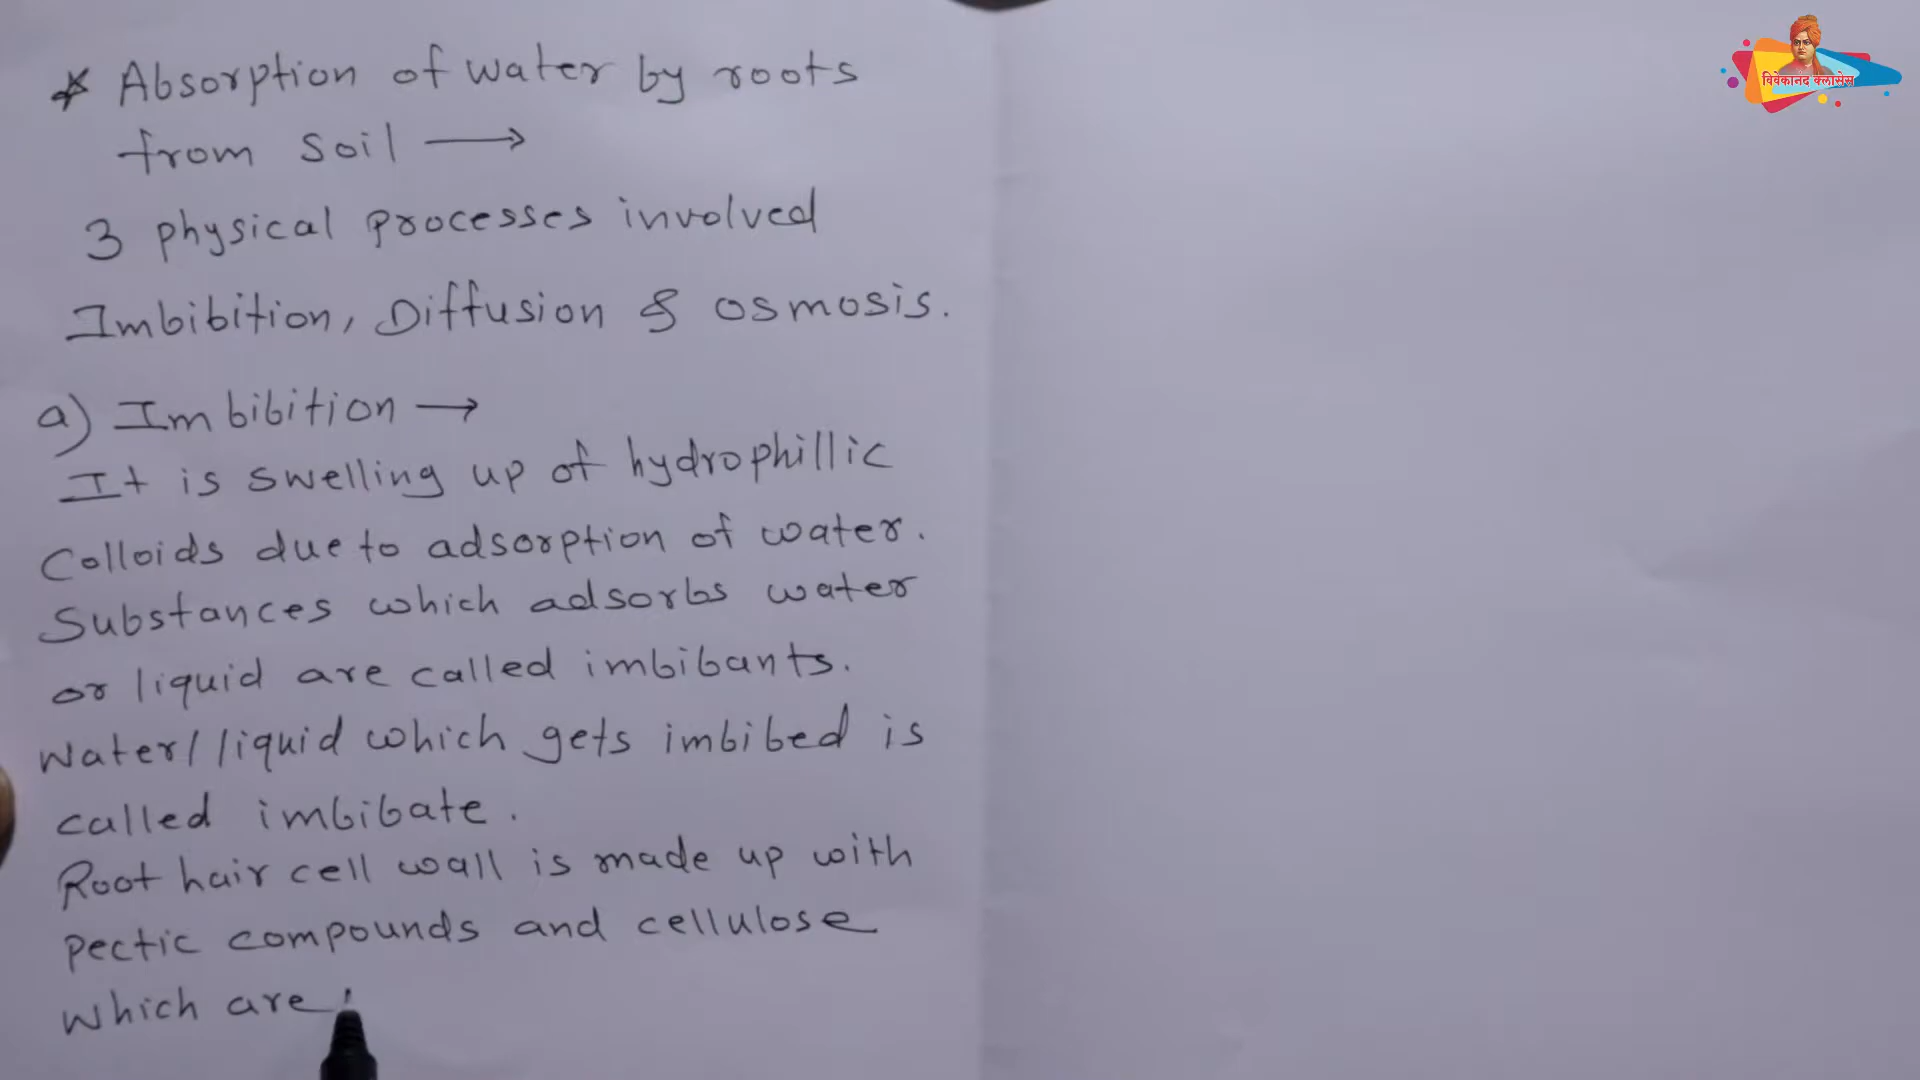 * Absorption of water by roots
from soil →
3 physical processes involved
Imbibition, Diffusion & osmosis.
a) Imbibition →
It is swelling up of hydrophillic
Colloids due to adsorption of water.
Substances which adsorbs water
or liquid are called imbibants.
Water/liquid which gets imbibed is
called imbibate.
Root hair cell wall is made up with
pectic compounds and cellulose
which are
विवेकानंद क्लासेस